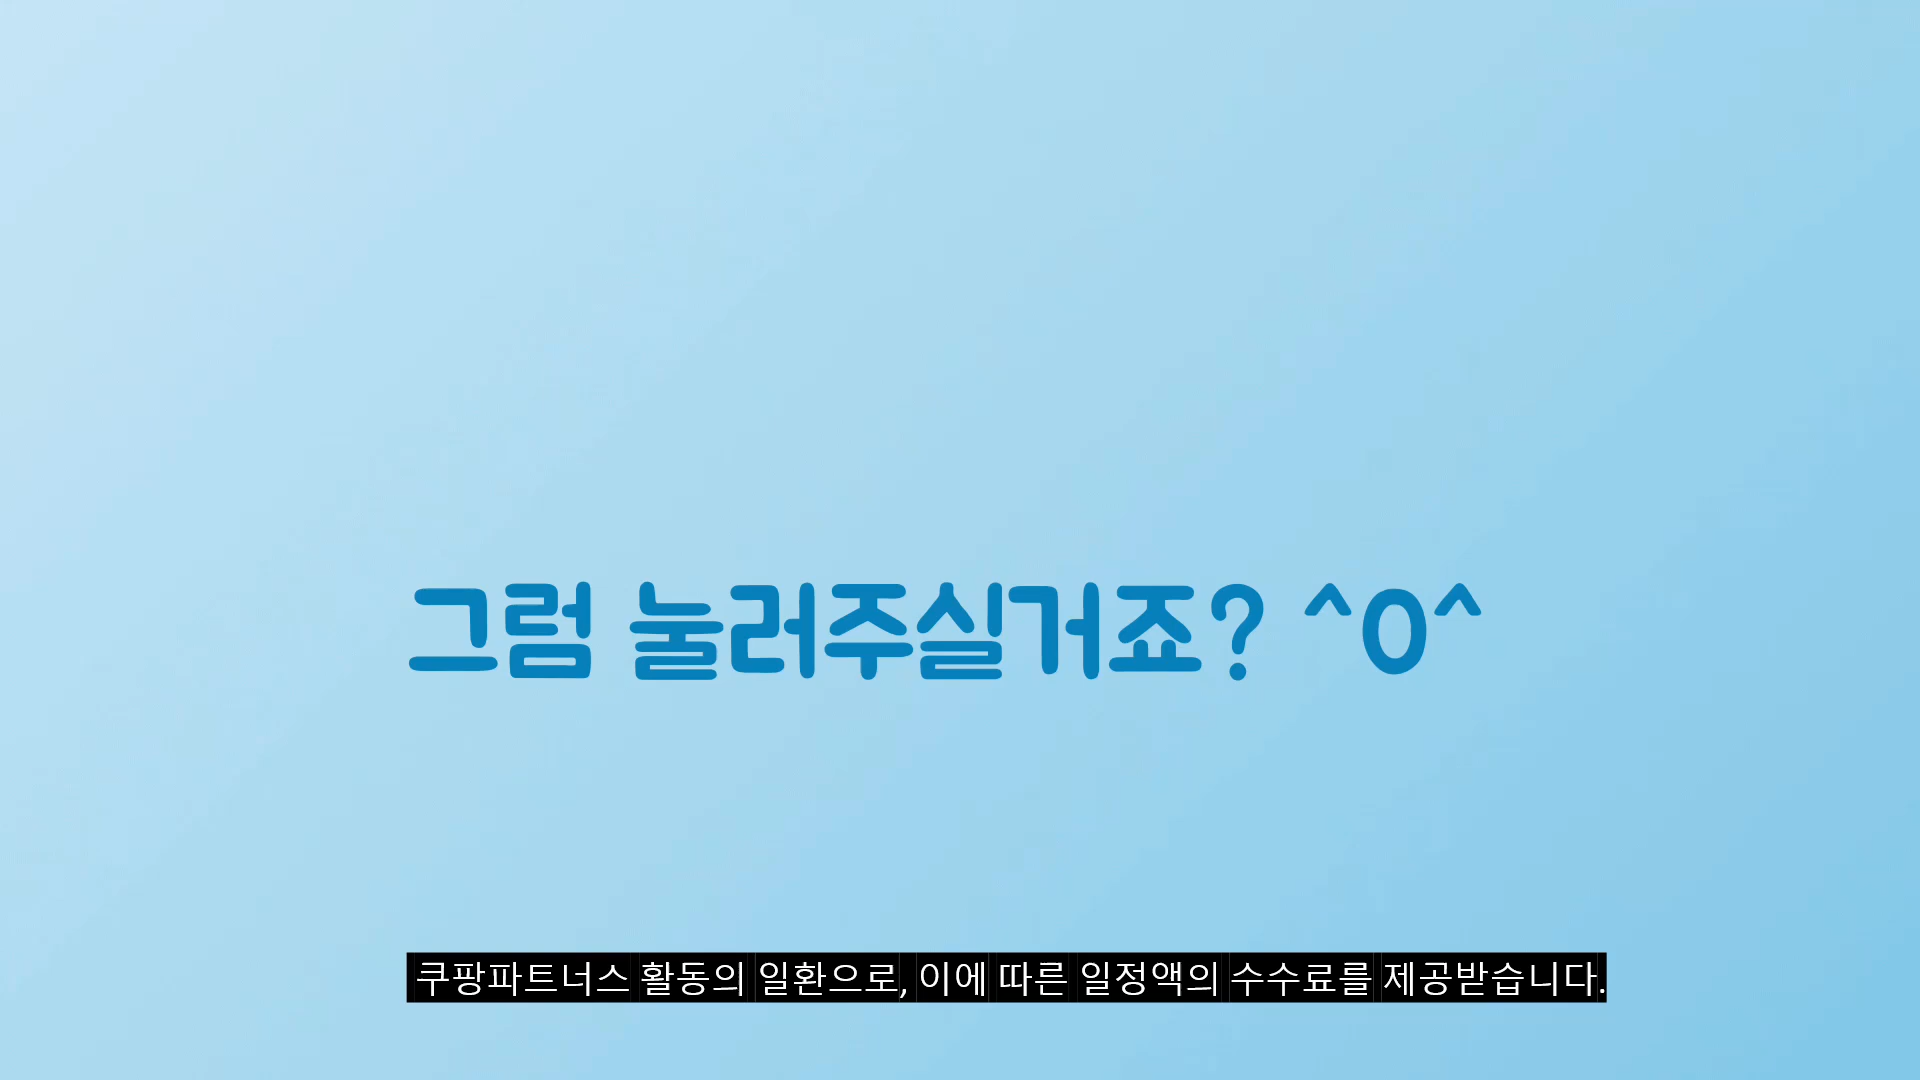 그럼 눌러주실거죠? ^0^
쿠팡파트너스 활동의 일환으로, 이에 따른 일정액의 수수료를 제공받습니다.